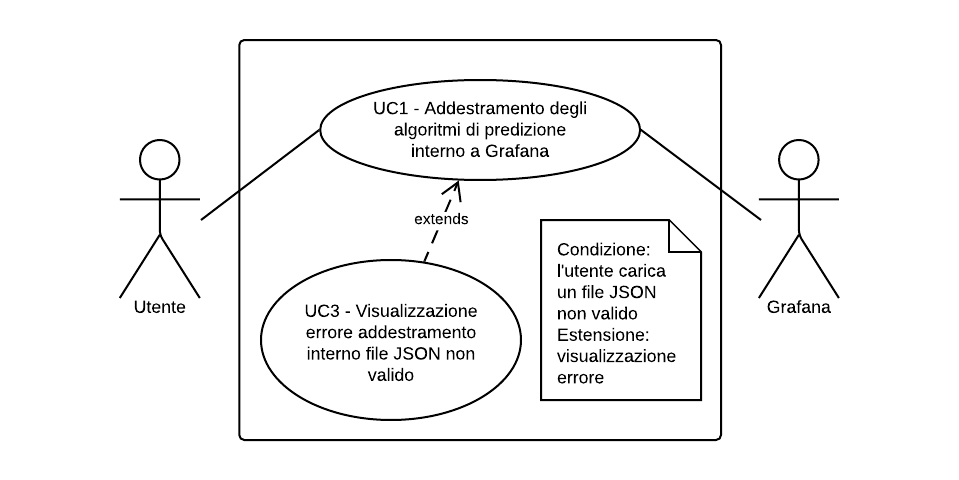 UC1 - Addestramento degli
algoritmi di predizione
interno a Grafana
extends
Condizione:
l'utente carica
un file JSON
non valido
Estensione:
visualizzazione
errore
Utente
Grafana
UC3 - Visualizzazione
errore addestramento
interno file JSON non
valido